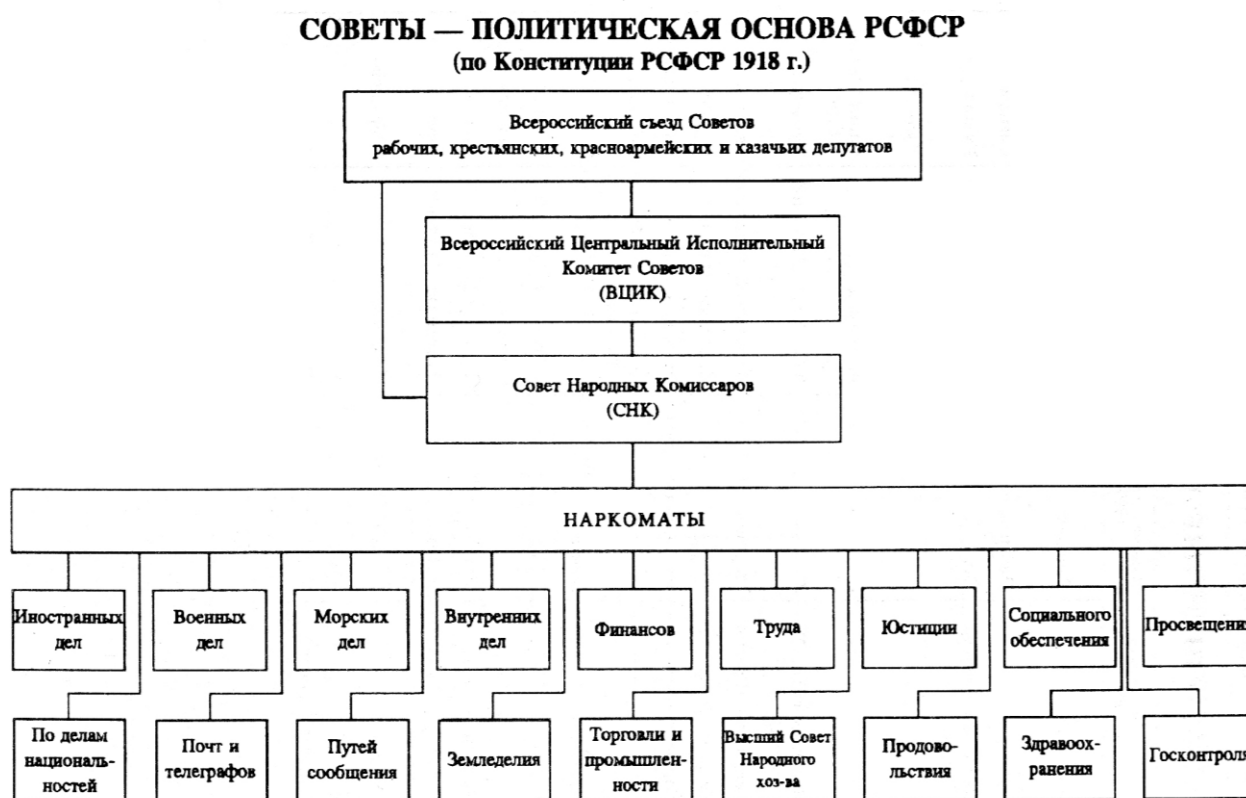 СОВЕТЫ — ПОЛИТИЧЕСКАЯ ОСНОВА РСФСР
(по Конституции РСФСР 1918 г.)
Всероссийский съезд Советов
рабочих, крестьянских, красноармейских и казачьих депутатов
Всероссийский Центральный Исполнительный
Комитет Советов
(ВЦИК)
Совет Народных Комиссаров
(СНК)
НАРКОМАТЫ
Иностранных
дел
Военных
дел
Морских
дел
Внутренних
дел
Финансов
Труда
Юстиции
Социального
обеспечения
Просвещения
По делам
националь-
ностей
Почт и
телеграфов
Путей
сообщения
Земледелия
Торговли и
промышлен-
ности
Высший Совет
Народного
хоз-ва
Продово-
льствия
Здравоох-
ранения
Госконтроля